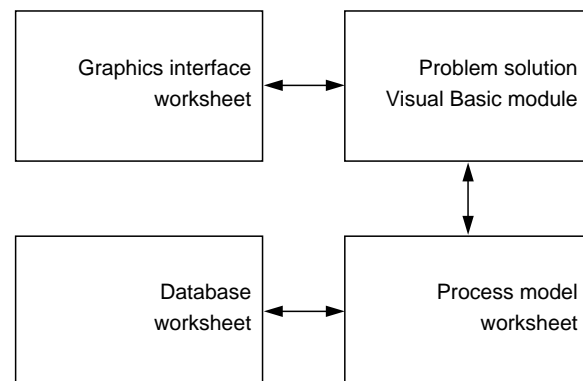 Graphics interface
worksheet
Problem solution
Visual Basic module
Database
worksheet
Process model
worksheet